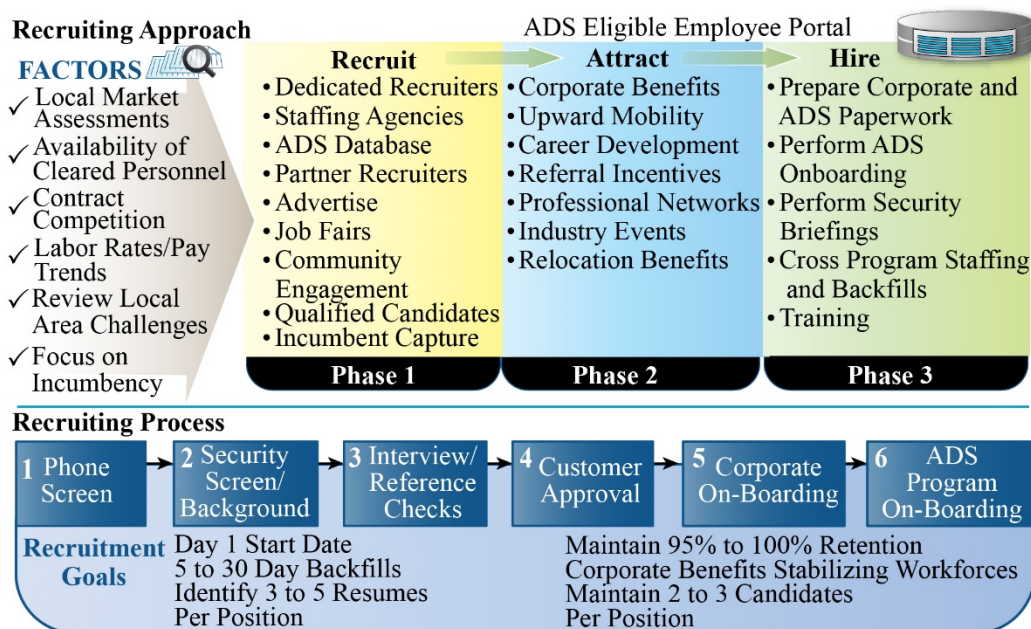 Recruiting Approach
ADS Eligible Employee Portal
FACTORS
✓ Local Market
Assessments
✓ Availability of
Cleared Personnel
✓ Contract
Competition
✓ Labor Rates/Pay
Trends
✓ Review Local
Area Challenges
✓ Focus on
Incumbency
Recruit
• Dedicated Recruiters
• Staffing Agencies
• ADS Database
• Partner Recruiters
• Advertise
• Job Fairs
• Community
Engagement
• Qualified Candidates
• Incumbent Capture
Phase 1
Attract
• Corporate Benefits
• Upward Mobility
• Career Development
• Referral Incentives
• Professional Networks
• Industry Events
• Relocation Benefits
Phase 2
Hire
• Prepare Corporate and
ADS Paperwork
• Perform ADS
Onboarding
• Perform Security
Briefings
• Cross Program Staffing
and Backfills
• Training
Phase 3
Recruiting Process
1 Phone
Screen
2 Security
Screen/
Background
3 Interview/
Reference
Checks
4 Customer
Approval
5 Corporate
On-Boarding
6 ADS
Program
On-Boarding
Recruitment
Goals
Day 1 Start Date
5 to 30 Day Backfills
Identify 3 to 5 Resumes
Per Position
Maintain 95% to 100% Retention
Corporate Benefits Stabilizing Workforces
Maintain 2 to 3 Candidates
Per Position